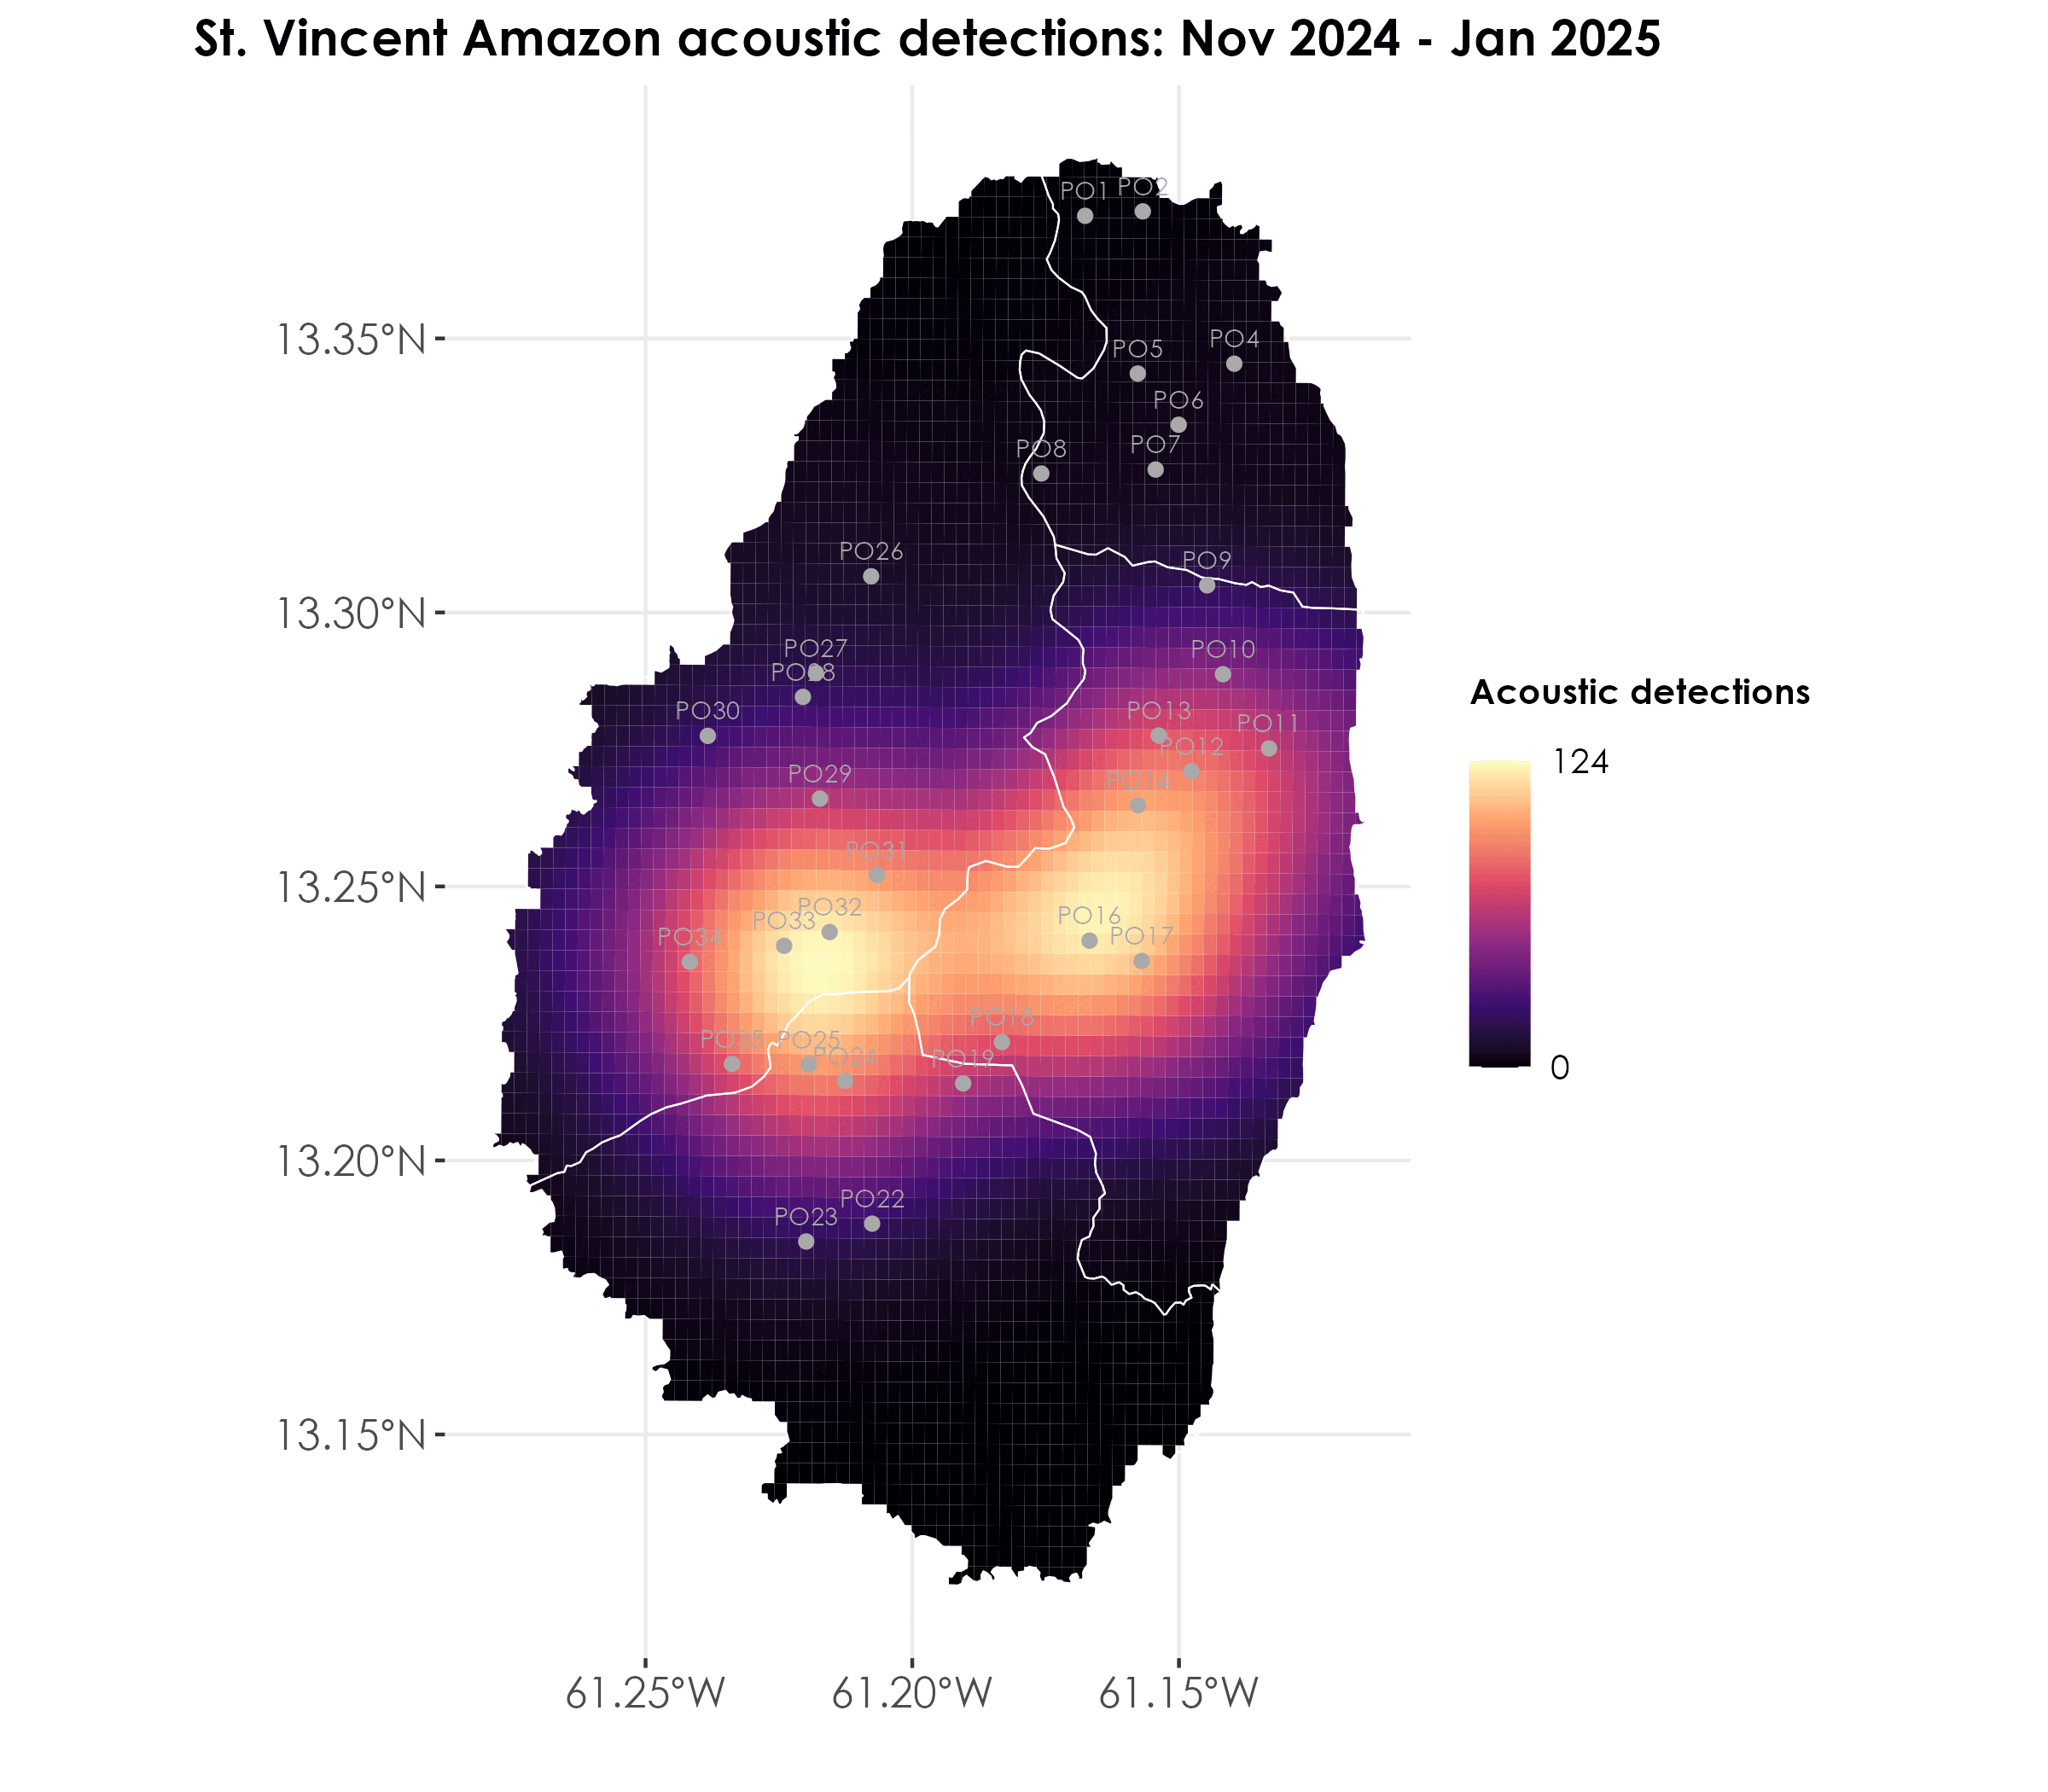 St. Vincent Amazon acoustic detections: Nov 2024 - Jan 2025
PO1
PO2
13.35°N
PO4
PO5
PO6
PO7
PO8
PO26
PO9
13.30°N
PO27
PO10
PO28
PO30
PO13
PO11
PO12
PO29
PO14
PO31
13.25°N
PO32
PO33
PO16
PO34
PO17
PO18
PO35
PO25
PO24
PO19
13.20°N
PO22
PO23
13.15°N
61.25°W
61.20°W
61.15°W
Acoustic detections
124
0